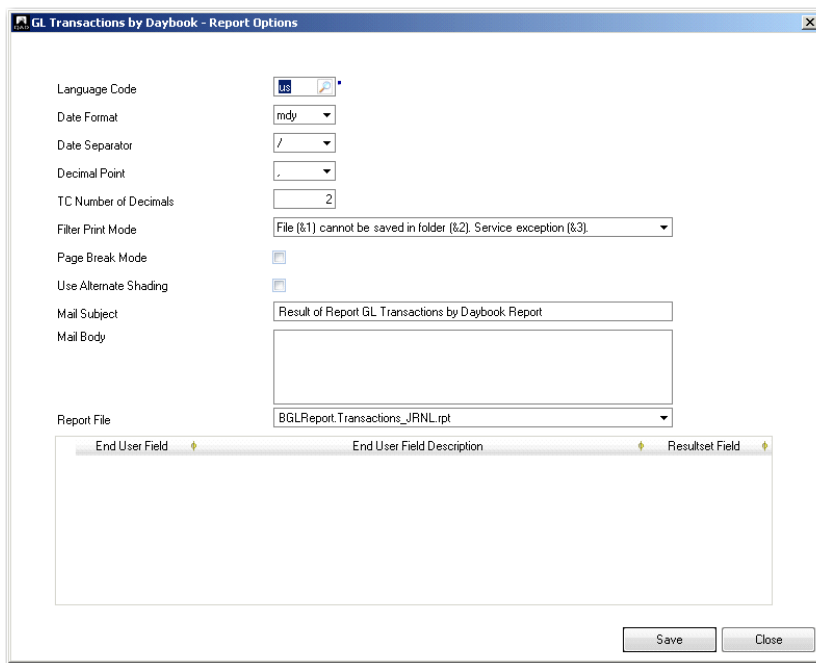 GL Transactions by Daybook - Report Options
Language Code us
Date Format mdy
Date Separator /
Decimal Point ,
TC Number of Decimals 2
Filter Print Mode File (&1) cannot be saved in folder (&2). Service exception (&3).
Page Break Mode
Use Alternate Shading
Mail Subject Result of Report GL Transactions by Daybook Report
Mail Body
Report File BGLReport.Transactions_JRNL.rpt
End User Field End User Field Description Resultset Field
Save Close